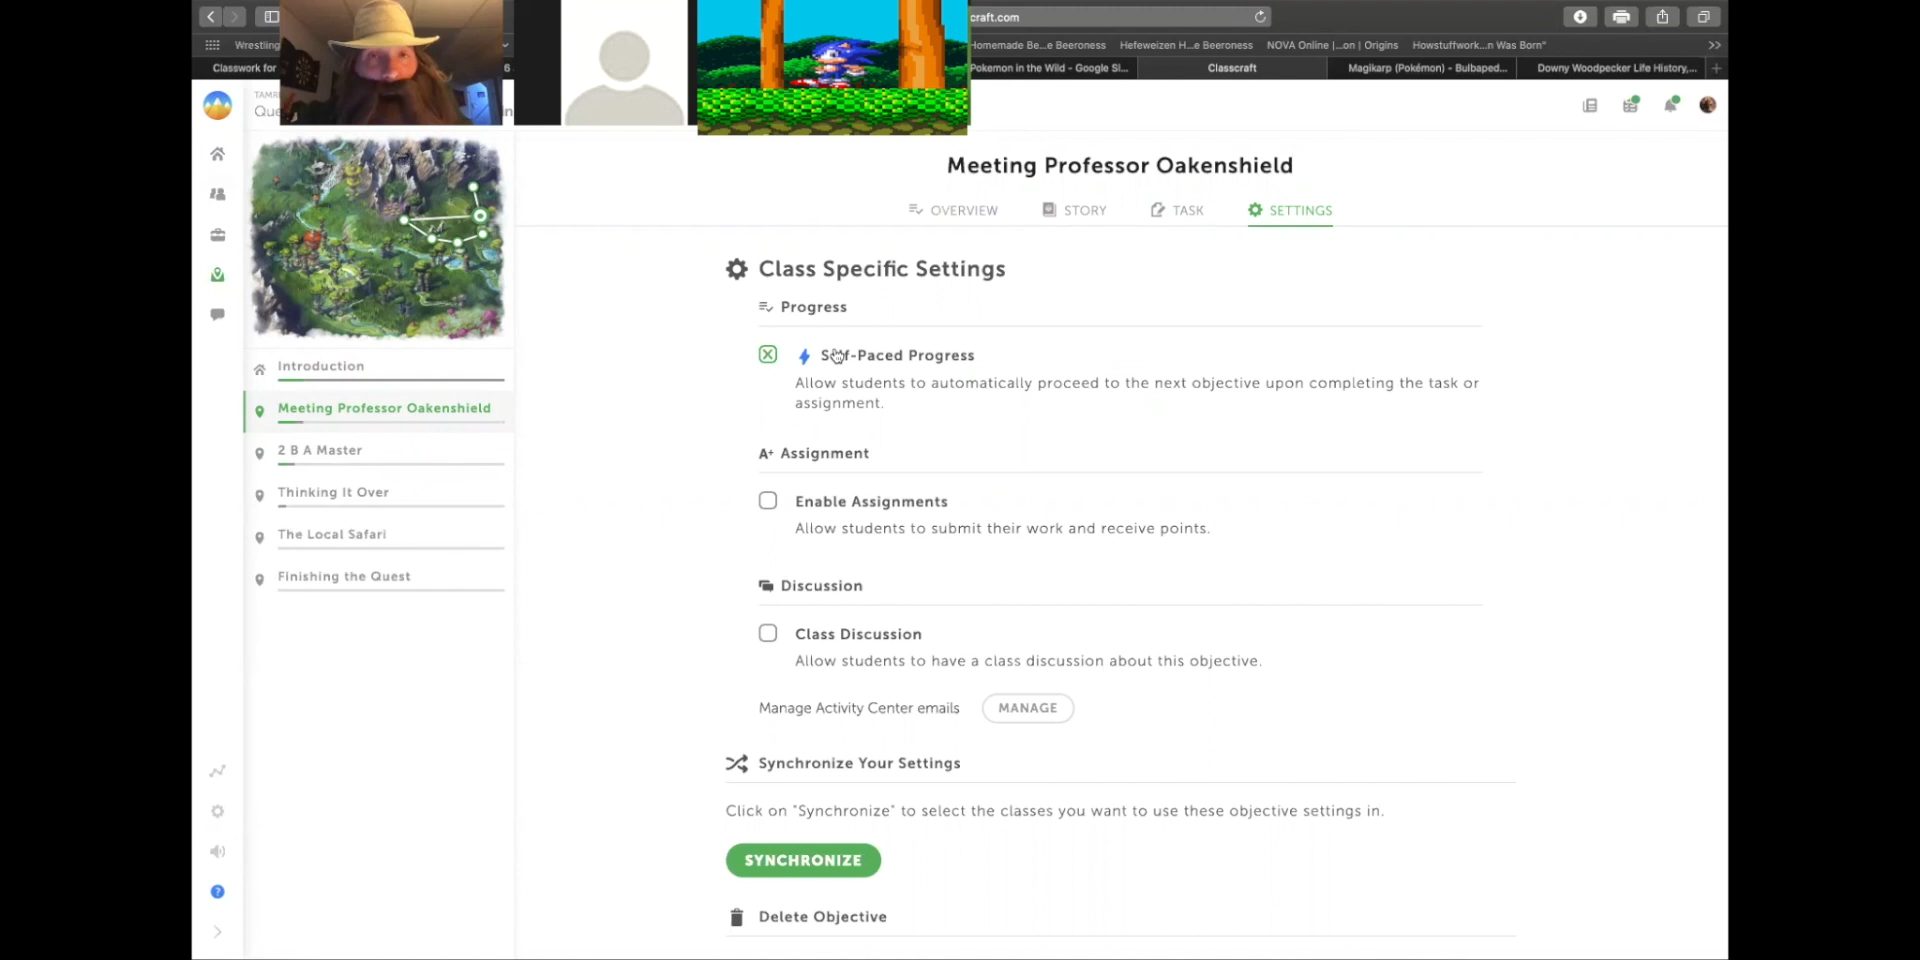 craft.com
Wrestling
Homemade Be...e Beeroness
Hefeweizen H...e Beeroness
NOVA Online |...on | Origins
Howstuffwork...n Was Born"
Classwork for
6
Pokemon in the Wild - Google Sl...
Classcraft
Magikarp (Pokémon) - Bulbaped...
Downy Woodpecker Life History,...
Meeting Professor Oakenshield
OVERVIEW
STORY
TASK
SETTINGS
Introduction
Meeting Professor Oakenshield
2 B A Master
Thinking It Over
The Local Safari
Finishing the Quest
Class Specific Settings
Progress
Self-Paced Progress
Allow students to automatically proceed to the next objective upon completing the task or
assignment.
A+ Assignment
Enable Assignments
Allow students to submit their work and receive points.
Discussion
Class Discussion
Allow students to have a class discussion about this objective.
Manage Activity Center emails
MANAGE
Synchronize Your Settings
Click on "Synchronize" to select the classes you want to use these objective settings in.
SYNCHRONIZE
Delete Objective